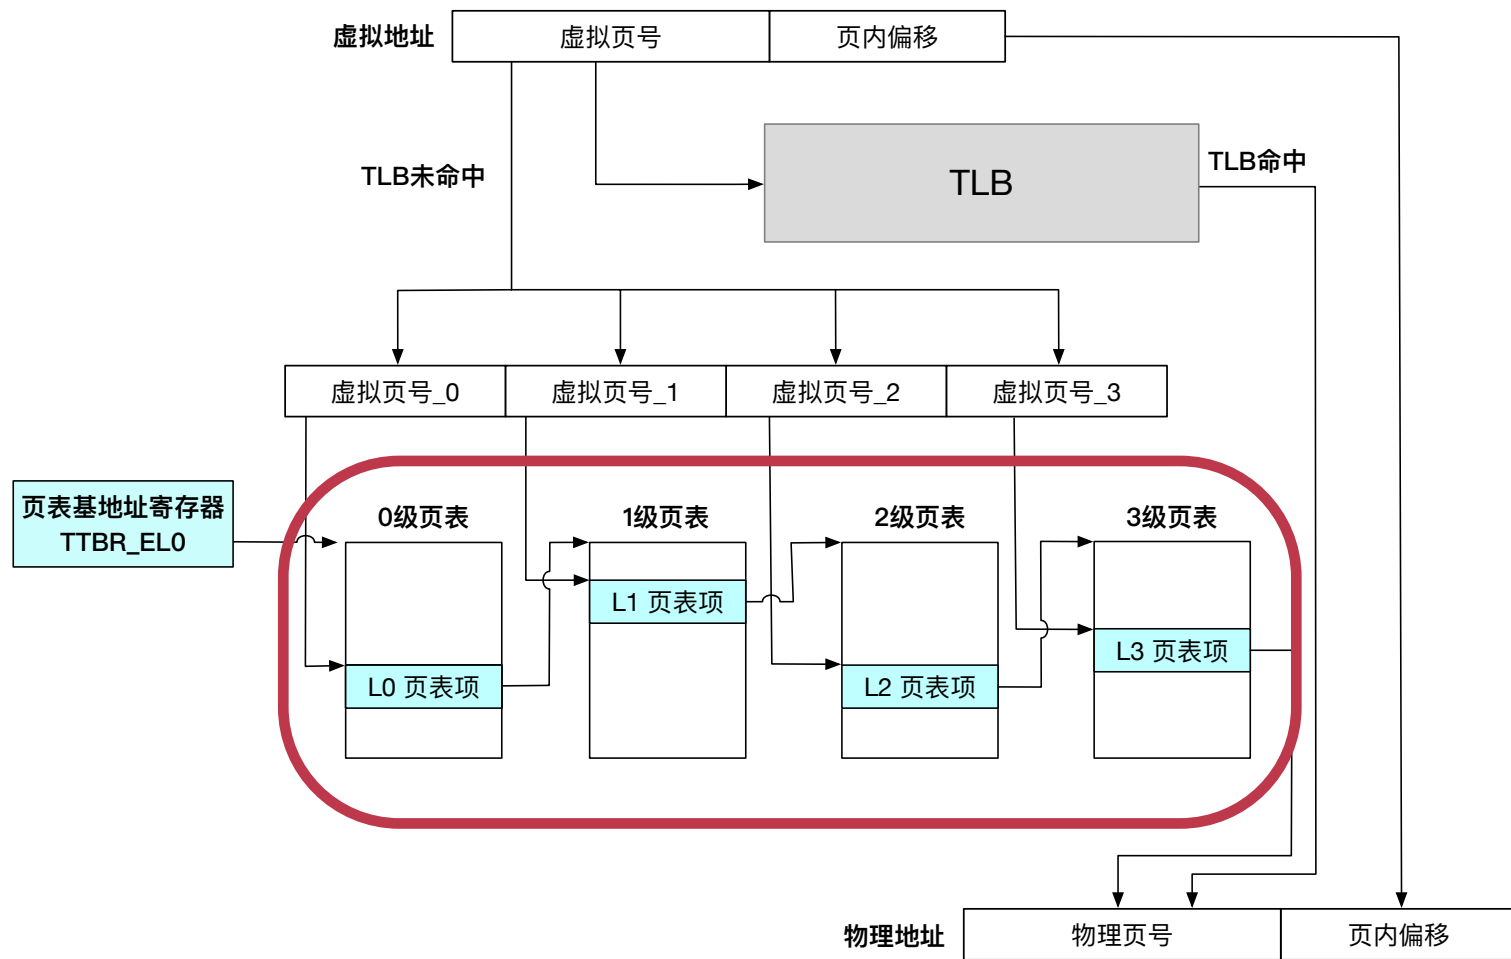 虚拟地址
虚拟页号
页内偏移
TLB未命中
TLB
TLB命中
虚拟页号_0
虚拟页号_1
虚拟页号_2
虚拟页号_3
页表基地址寄存器
TTBR_EL0
0级页表
1级页表
2级页表
3级页表
L0 页表项
L1 页表项
L2 页表项
L3 页表项
物理地址
物理页号
页内偏移